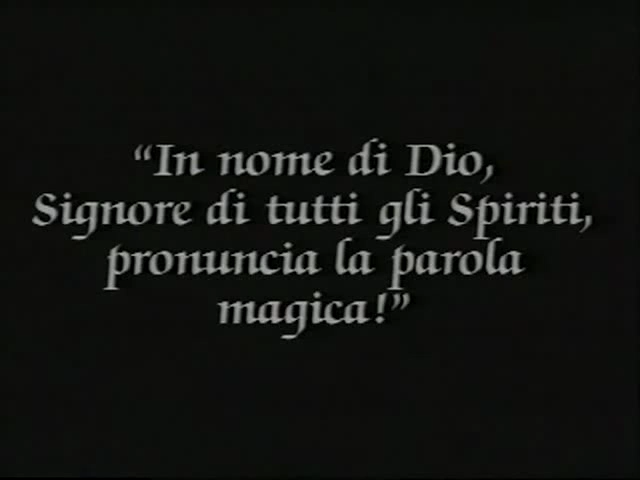 “In nome di Dio,
Signore di tutti gli Spiriti,
pronuncia la parola
magica!”